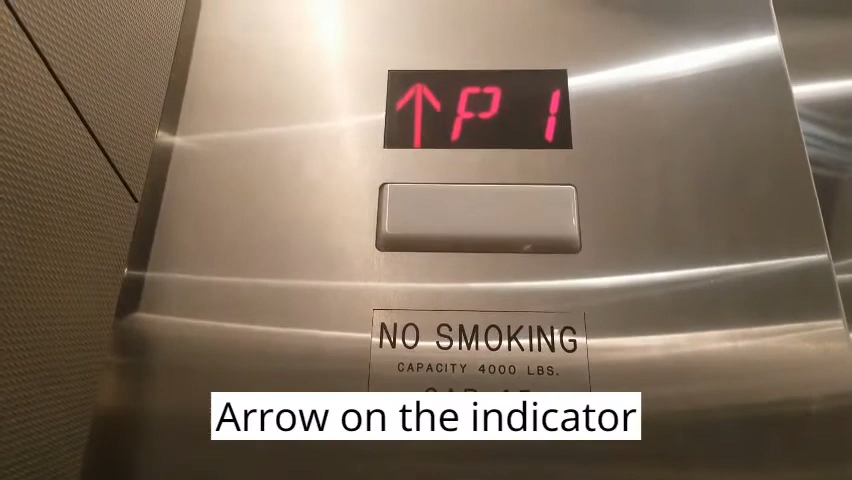 ↑ P1
NO SMOKING
CAPACITY 4000 LBS.
Arrow on the indicator